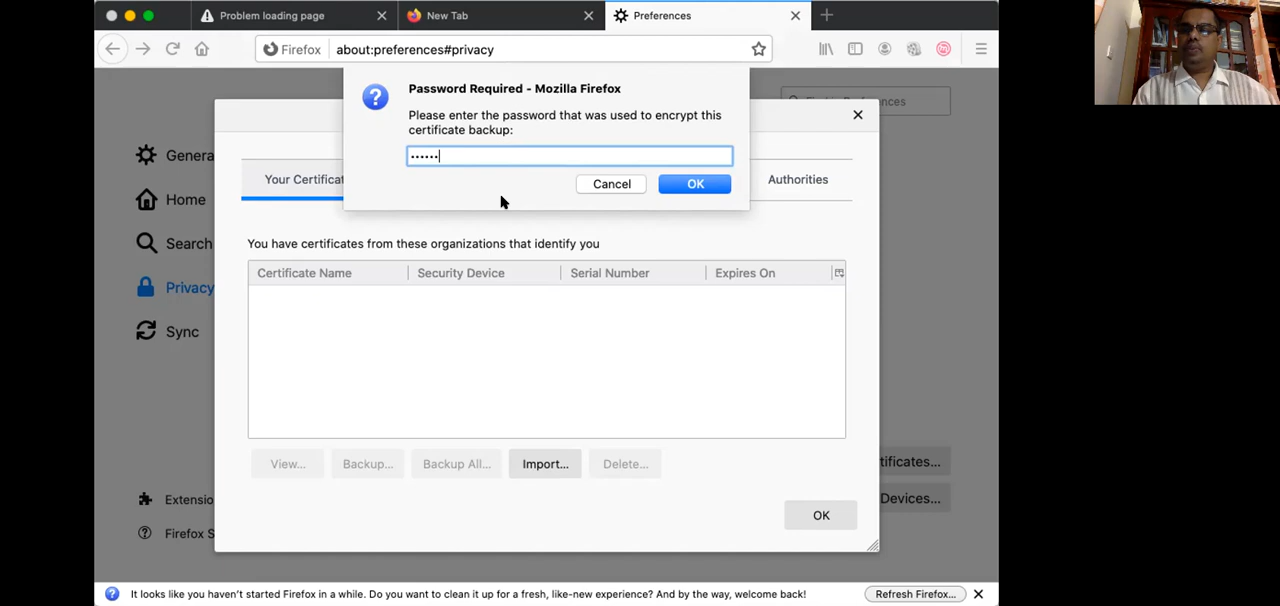 Problem loading page
New Tab
Preferences
Firefox
about:preferences#privacy
Password Required - Mozilla Firefox
Please enter the password that was used to encrypt this
certificate backup:
Cancel
OK
Genera
Home
Search
Privacy
Sync
Extensio
Firefox S
Your Certificat
Authorities
You have certificates from these organizations that identify you
Certificate Name
Security Device
Serial Number
Expires On
View...
Backup...
Backup All...
Import...
Delete...
tificates...
Devices...
OK
It looks like you haven't started Firefox in a while. Do you want to clean it up for a fresh, like-new experience? And by the way, welcome back!
Refresh Firefox...